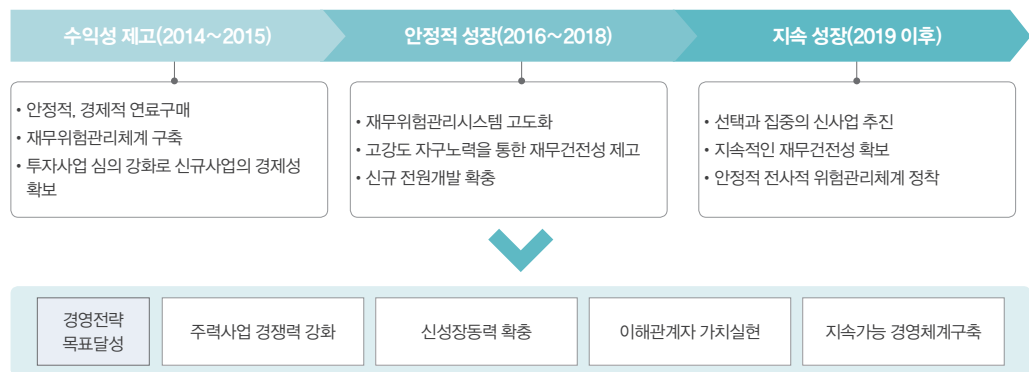 수익성 제고(2014~2015)
안정적 성장(2016~2018)
지속 성장(2019 이후)
• 안정적, 경제적 연료구매
• 재무위험관리체계 구축
• 투자사업 심의 강화로 신규사업의 경제성
확보
• 재무위험관리시스템 고도화
• 고강도 자구노력을 통한 재무건전성 제고
• 신규 전원개발 확충
• 선택과 집중의 신사업 추진
• 지속적인 재무건전성 확보
• 안정적 전사적 위험관리체계 정착
경영전략
목표달성
주력사업 경쟁력 강화
신성장동력 확충
이해관계자 가치실현
지속가능 경영체계구축